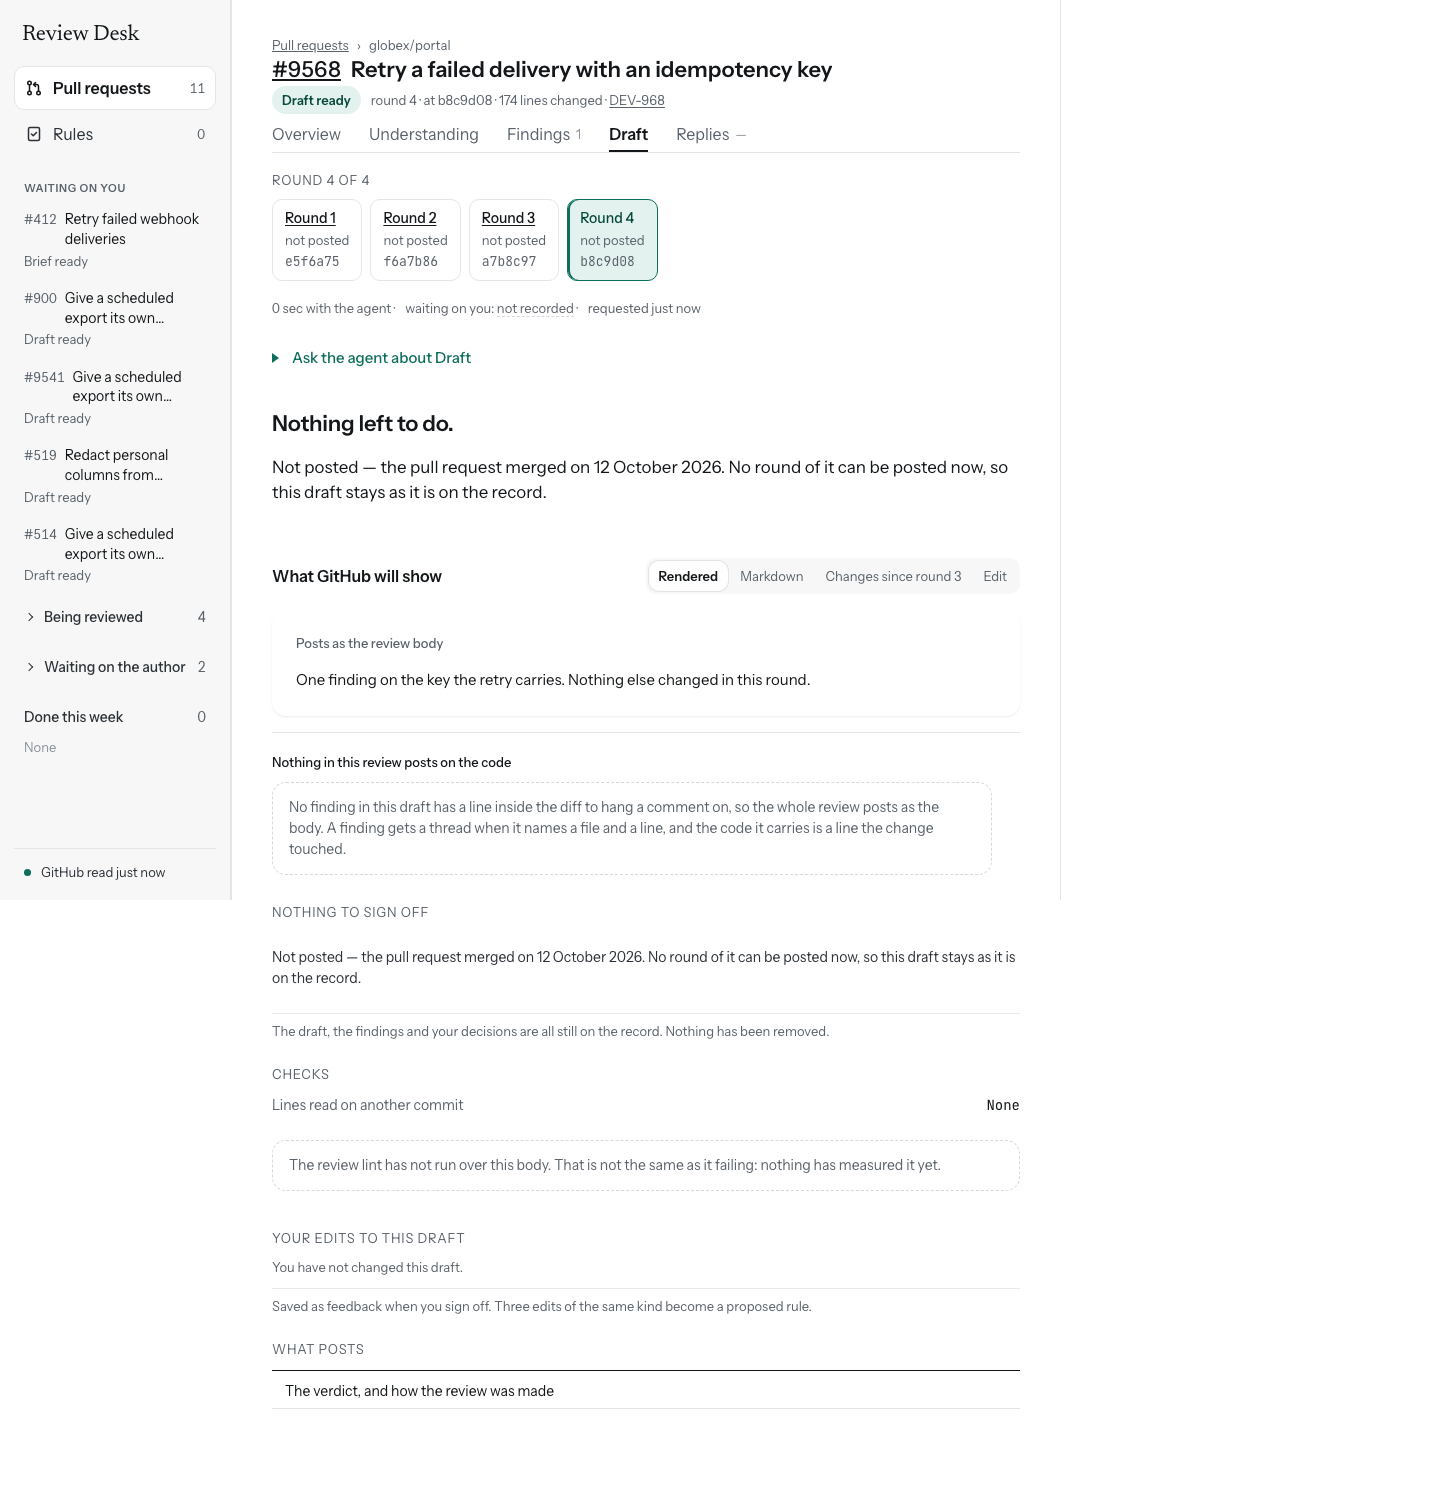 Review Desk
Pull requests 11
Rules 0
WAITING ON YOU
#412 Retry failed webhook
deliveries
Brief ready
#900 Give a scheduled
export its own...
Draft ready
#9541 Give a scheduled
export its own...
Draft ready
#519 Redact personal
columns from...
Draft ready
#514 Give a scheduled
export its own...
Draft ready
Being reviewed 4
Waiting on the author 2
Done this week 0
None
GitHub read just now
Pull requests › globex/portal
#9568 Retry a failed delivery with an idempotency key
Draft ready round 4 · at b8c9d08 · 174 lines changed · DEV-968
Overview Understanding Findings 1 Draft Replies —
ROUND 4 OF 4
Round 1 Round 2 Round 3 Round 4
not posted not posted not posted not posted
e5f6a75 f6a7b86 a7b8c97 b8c9d08
0 sec with the agent · waiting on you: not recorded · requested just now
Ask the agent about Draft
Nothing left to do.
Not posted — the pull request merged on 12 October 2026. No round of it can be posted now, so
this draft stays as it is on the record.
What GitHub will show Rendered Markdown Changes since round 3 Edit
Posts as the review body
One finding on the key the retry carries. Nothing else changed in this round.
Nothing in this review posts on the code
No finding in this draft has a line inside the diff to hang a comment on, so the whole review posts as the
body. A finding gets a thread when it names a file and a line, and the code it carries is a line the change
touched.
NOTHING TO SIGN OFF
Not posted — the pull request merged on 12 October 2026. No round of it can be posted now, so this draft stays as it is
on the record.
The draft, the findings and your decisions are all still on the record. Nothing has been removed.
CHECKS
Lines read on another commit None
The review lint has not run over this body. That is not the same as it failing: nothing has measured it yet.
YOUR EDITS TO THIS DRAFT
You have not changed this draft.
Saved as feedback when you sign off. Three edits of the same kind become a proposed rule.
WHAT POSTS
The verdict, and how the review was made